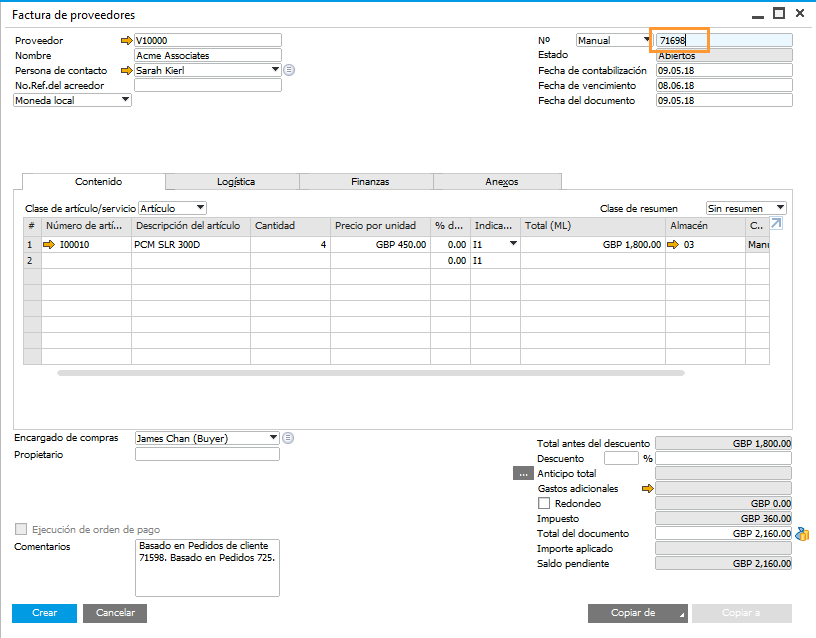 Factura de proveedores
Proveedor V10000
Nombre Acme Associates
Persona de contacto Sarah Kierl
No.Ref.del acreedor
Moneda local
Nº Manual 71698
Estado Abiertos
Fecha de contabilización 09.05.18
Fecha de vencimiento 08.06.18
Fecha del documento 09.05.18
Contenido Logística Finanzas Anexos
Clase de artículo/servicio Artículo Clase de resumen Sin resumen
# Número de artí... Descripción del artículo Cantidad Precio por unidad % d... Indica... Total (ML) Almacén C..
1 I00010 PCM SLR 300D 4 GBP 450.00 0.00 I1 GBP 1,800.00 03 Manu
2 0.00 I1
Encargado de compras James Chan (Buyer)
Propietario
Total antes del descuento GBP 1,800.00
Descuento %
... Anticipo total
Gastos adicionales
Redondeo GBP 0.00
Impuesto GBP 360.00
Total del documento GBP 2,160.00
Importe aplicado
Saldo pendiente GBP 2,160.00
Ejecución de orden de pago
Comentarios Basado en Pedidos de cliente
71598. Basado en Pedidos 725.
Crear Cancelar Copiar de Copiar a